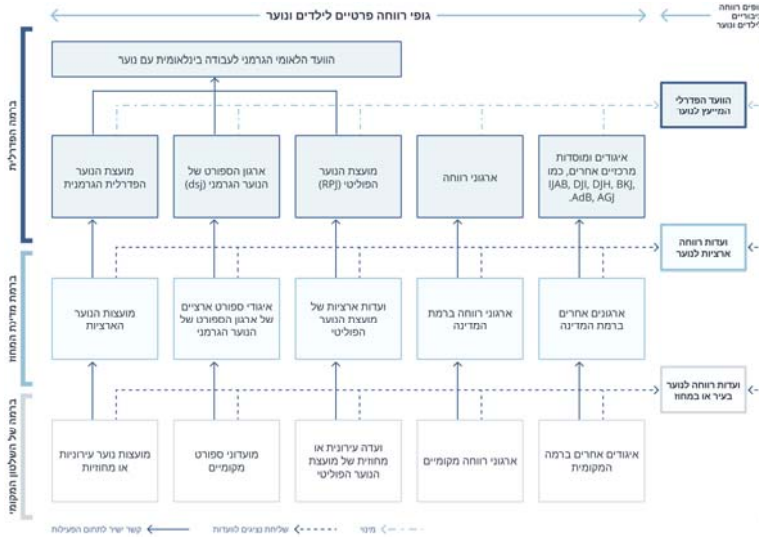 גופי רווחה פרטיים לילדים ונוער
ופים רווחה
יבוריים
לילדים ונוער
ברמה הפדרלית
הוועד הלאומי הגרמני לעבודה בינלאומית עם נוער
הוועד הפדרלי
המייעץ לנוער
איגודים ומוסדות
מרכזיים אחרים, כמו
IJAB, DJI, DJH, BKJ,
AdB, AGJ.
ארגוני רווחה
מועצת הנוער
הפוליטי (RPJ)
ארגון הספורט של
הנוער הגרמני (dsj)
מועצת הנוער
הפדרלית הגרמנית
ועדות רווחה
ארציות לנוער
ברמת מדינת המחוז
ארגונים אחרים
ברמת המדינה
ארגוני רווחה ברמת
המדינה
ועדות ארציות של
מועצת הנוער
הפוליטי
איגודי ספורט ארציים
של ארגון הספורט של
הנוער הגרמני
מועצות הנוער
הארציות
ועדות רווחה לנוער
בעיר או במחוז
ברמה של השלטון המקומי
איגודים אחרים ברמה
המקומית
ארגוני רווחה מקומיים
ועדה עירונית או
מחוזית של מועצת
הנוער הפוליטי
מועדוני ספורט
מקומיים
מועצות נוער עירוניות
או מחוזיות
מינוי
שליחת נציגים לוועדות
קשר ישיר לתחום הפעילות